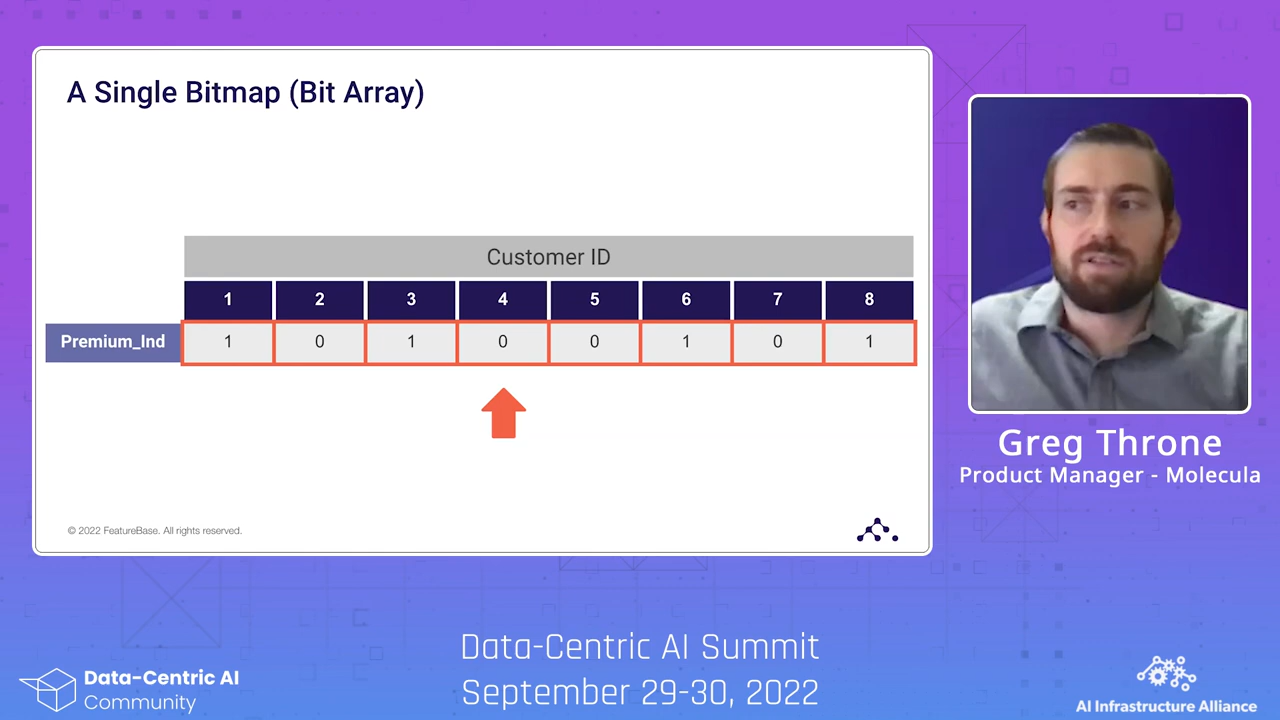 A Single Bitmap (Bit Array)
Customer ID
1 2 3 4 5 6 7 8
Premium_Ind 1 0 1 0 0 1 0 1
© 2022 FeatureBase. All rights reserved.
Greg Throne
Product Manager - Molecula
Data-Centric AI Summit
September 29-30, 2022
Data-Centric AI
Community
AI Infrastructure Alliance